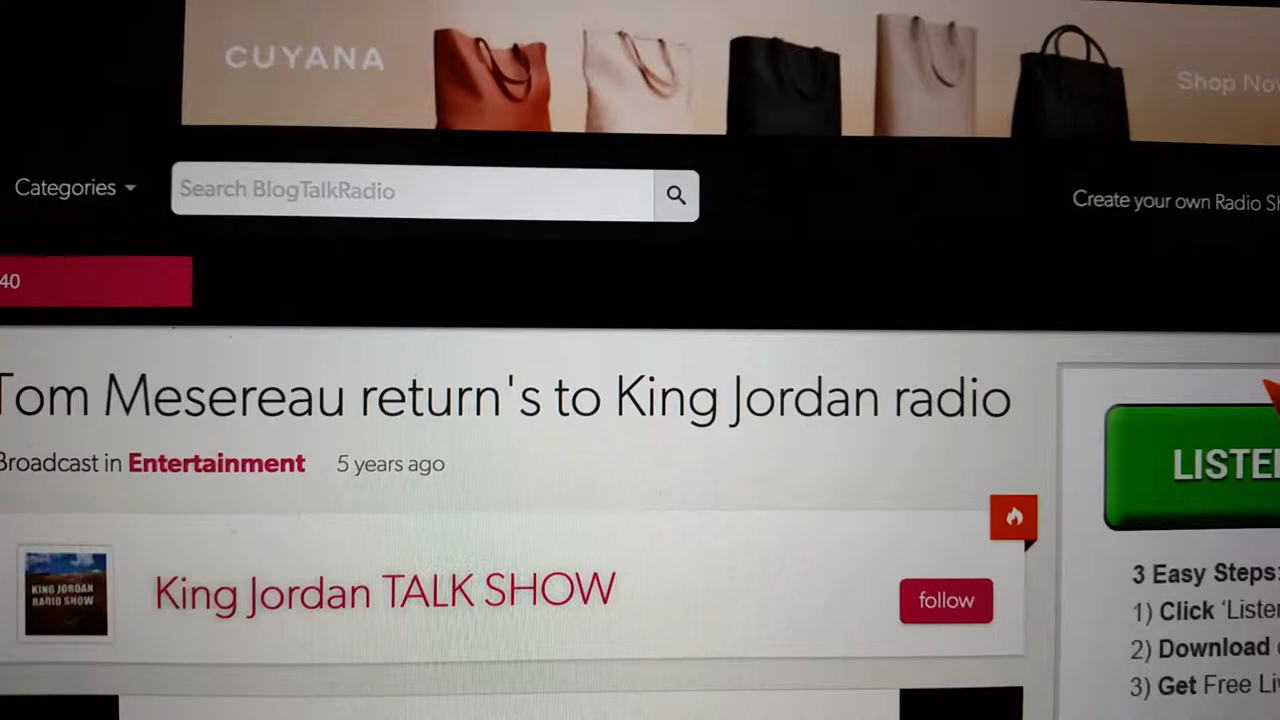 CUYANA
Shop Now
Categories
Search BlogTalkRadio
Create your own Radio
40
Tom Mesereau return's to King Jordan radio
Broadcast in Entertainment 5 years ago
LISTEN
KING JORDAN
RADIO SHOW
King Jordan TALK SHOW
follow
3 Easy Steps:
1) Click 'Listen
2) Download
3) Get Free